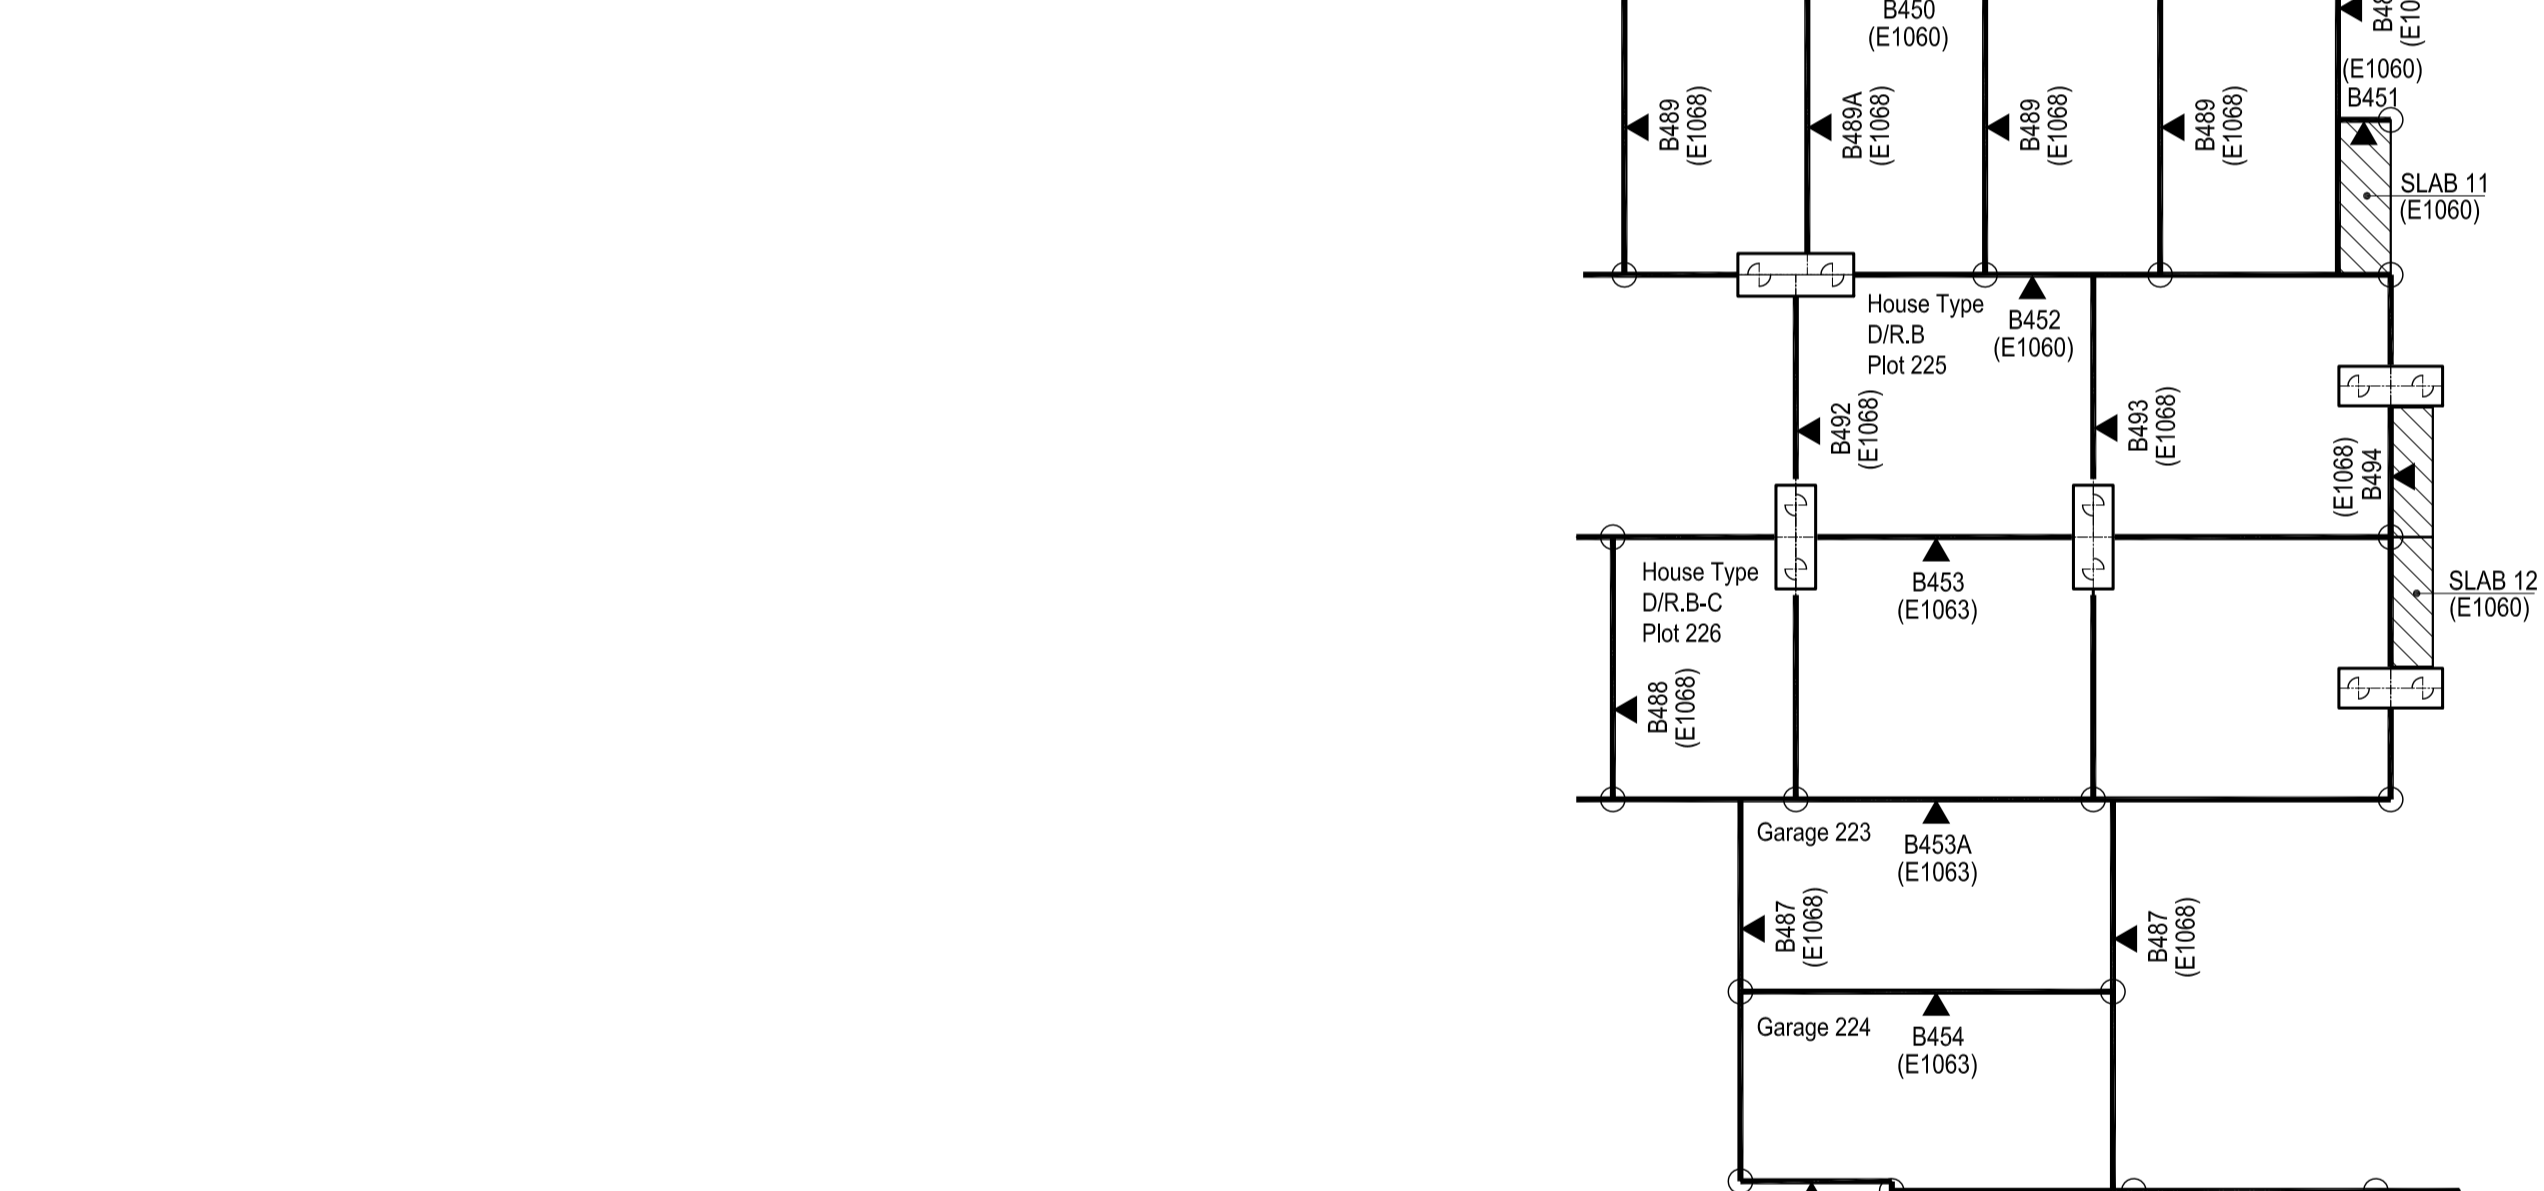 B450
(E1060)
(E1060)
B451
B489
(E1068)
B489A
(E1068)
B489
(E1068)
B489
(E1068)
SLAB 11
(E1060)
House Type
D/R.B
Plot 225
B452
(E1060)
B492
(E1068)
B493
(E1068)
(E1068)
B494
House Type
D/R.B-C
Plot 226
B453
(E1063)
SLAB 12
(E1060)
B488
(E1068)
Garage 223
B453A
(E1063)
B487
(E1068)
B487
(E1068)
Garage 224
B454
(E1063)